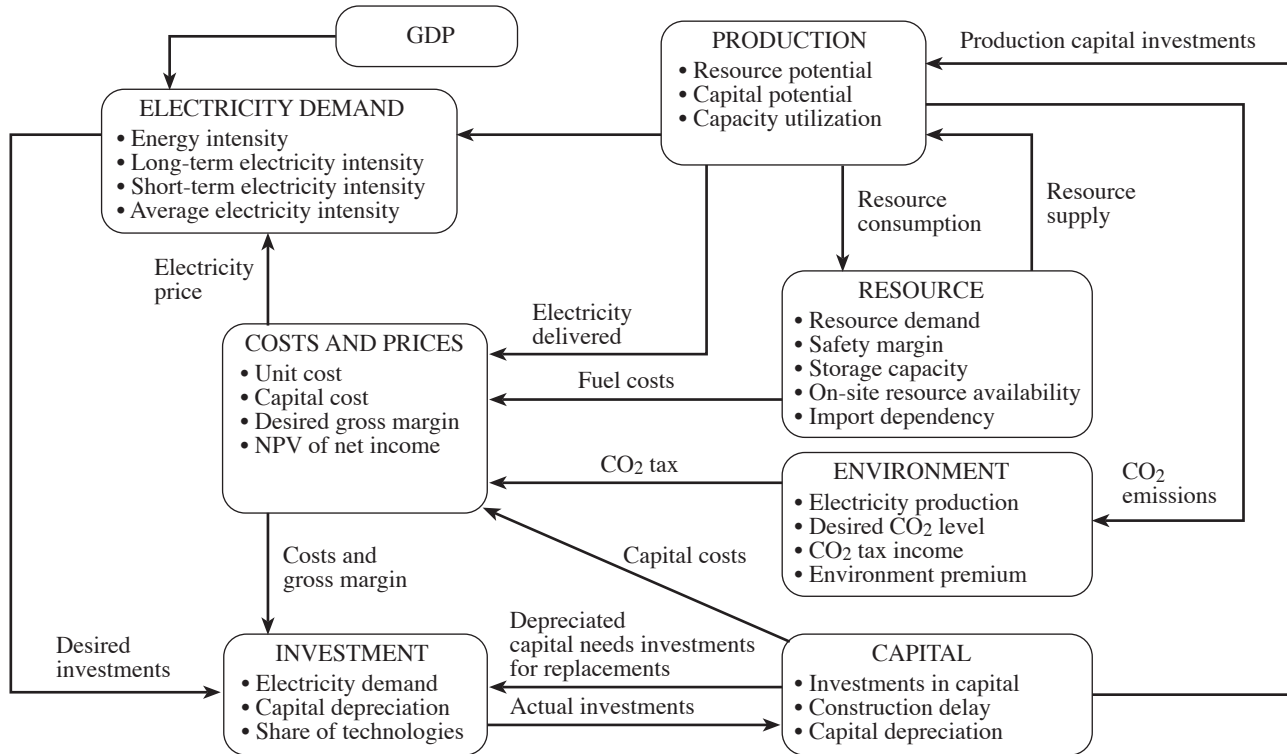 GDP
PRODUCTION
• Resource potential
• Capital potential
• Capacity utilization
Production capital investments
ELECTRICITY DEMAND
• Energy intensity
• Long-term electricity intensity
• Short-term electricity intensity
• Average electricity intensity
Resource
consumption
Resource
supply
Electricity
price
RESOURCE
• Resource demand
• Safety margin
• Storage capacity
• On-site resource availability
• Import dependency
Electricity
delivered
COSTS AND PRICES
• Unit cost
• Capital cost
• Desired gross margin
• NPV of net income
Fuel costs
CO₂ tax
ENVIRONMENT
• Electricity production
• Desired CO₂ level
• CO₂ tax income
• Environment premium
CO₂
emissions
Costs and
gross margin
Capital costs
Desired
investments
INVESTMENT
• Electricity demand
• Capital depreciation
• Share of technologies
Depreciated
capital needs investments
for replacements
Actual investments
CAPITAL
• Investments in capital
• Construction delay
• Capital depreciation